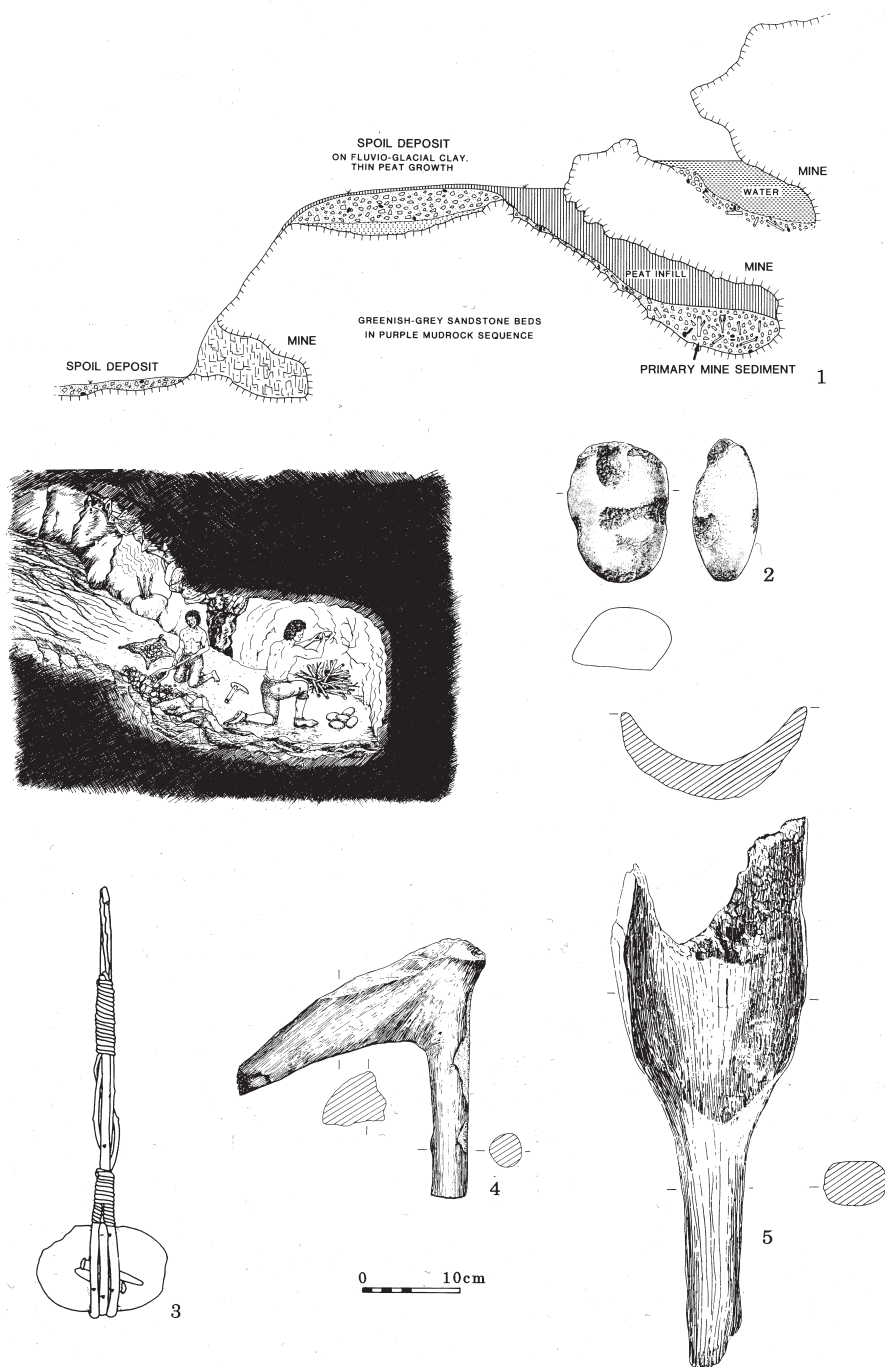 SPOIL DEPOSIT
ON FLUVIO-GLACIAL CLAY.
THIN PEAT GROWTH
MINE
WATER
MINE
PEAT INFILL
GREENISH-GREY SANDSTONE BEDS
IN PURPLE MUDROCK SEQUENCE
MINE
SPOIL DEPOSIT
PRIMARY MINE SEDIMENT
1
2
3
4
5
0 10cm